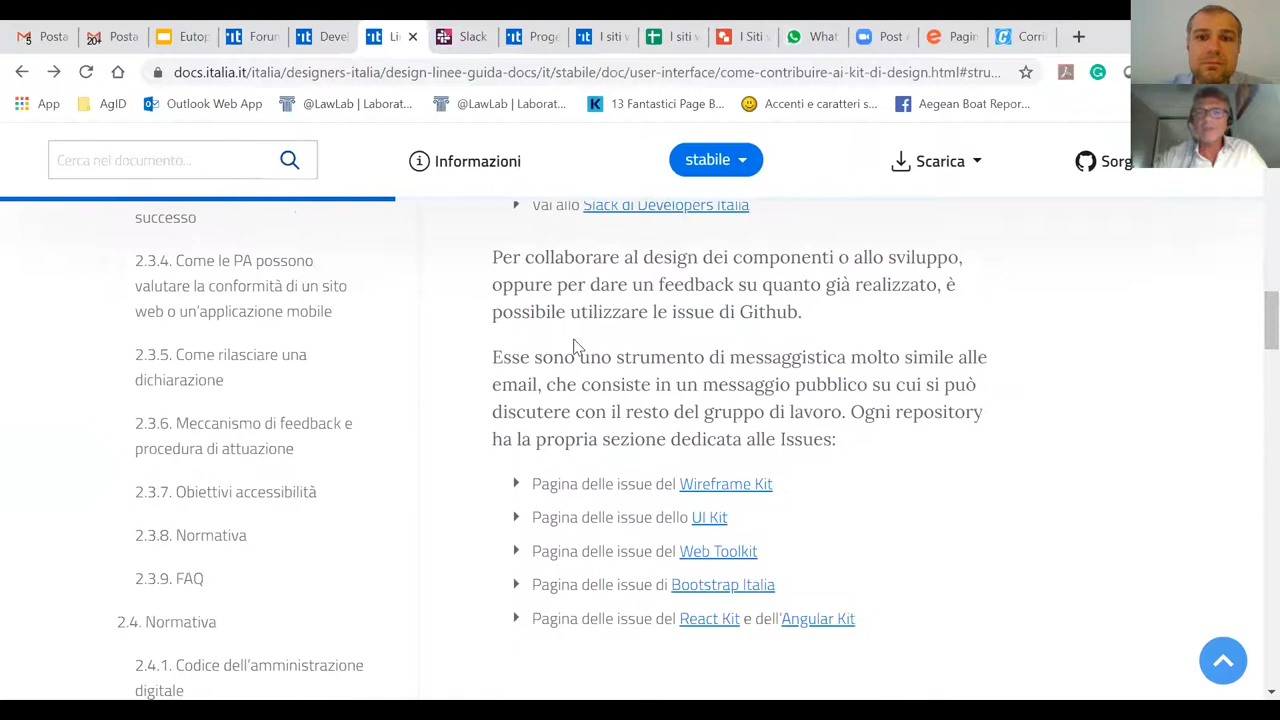 Posta
Posta
Eutop
Forun
Devel
Li
Slack
Proge
I siti
I siti
I Siti
What
Post
Pagin
Corri
docs.italia.it/italia/designers-italia/design-linee-guida-docs/it/stabile/doc/user-interface/come-contribuire-ai-kit-di-design.html#stru...
App
AgID
Outlook Web App
@LawLab | Laborat...
@LawLab | Laborat...
13 Fantastici Page B...
Accenti e caratteri s...
Aegean Boat Repor...
Cerca nel documento...
Informazioni
stabile
Scarica
Sorg
successo
2.3.4. Come le PA possono
valutare la conformità di un sito
web o un'applicazione mobile
2.3.5. Come rilasciare una
dichiarazione
2.3.6. Meccanismo di feedback e
procedura di attuazione
2.3.7. Obiettivi accessibilità
2.3.8. Normativa
2.3.9. FAQ
2.4. Normativa
2.4.1. Codice dell'amministrazione
digitale
Vai allo Slack di Developers Italia
Per collaborare al design dei componenti o allo sviluppo,
oppure per dare un feedback su quanto già realizzato, è
possibile utilizzare le issue di Github.
Esse sono uno strumento di messaggistica molto simile alle
email, che consiste in un messaggio pubblico su cui si può
discutere con il resto del gruppo di lavoro. Ogni repository
ha la propria sezione dedicata alle Issues:
Pagina delle issue del Wireframe Kit
Pagina delle issue dello UI Kit
Pagina delle issue del Web Toolkit
Pagina delle issue di Bootstrap Italia
Pagina delle issue del React Kit e dell'Angular Kit